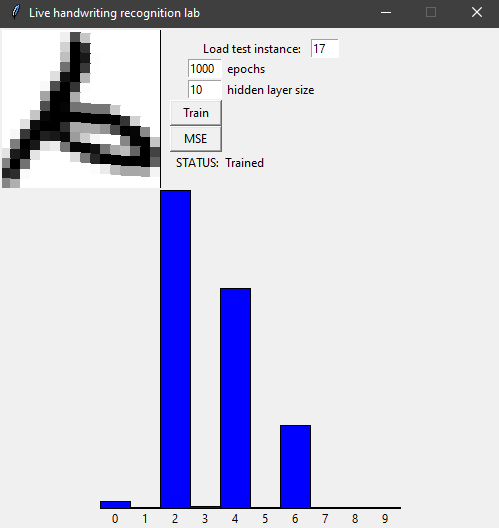 Live handwriting recognition lab
Load test instance: 17
1000 epochs
10 hidden layer size
Train
MSE
STATUS: Trained
0 1 2 3 4 5 6 7 8 9